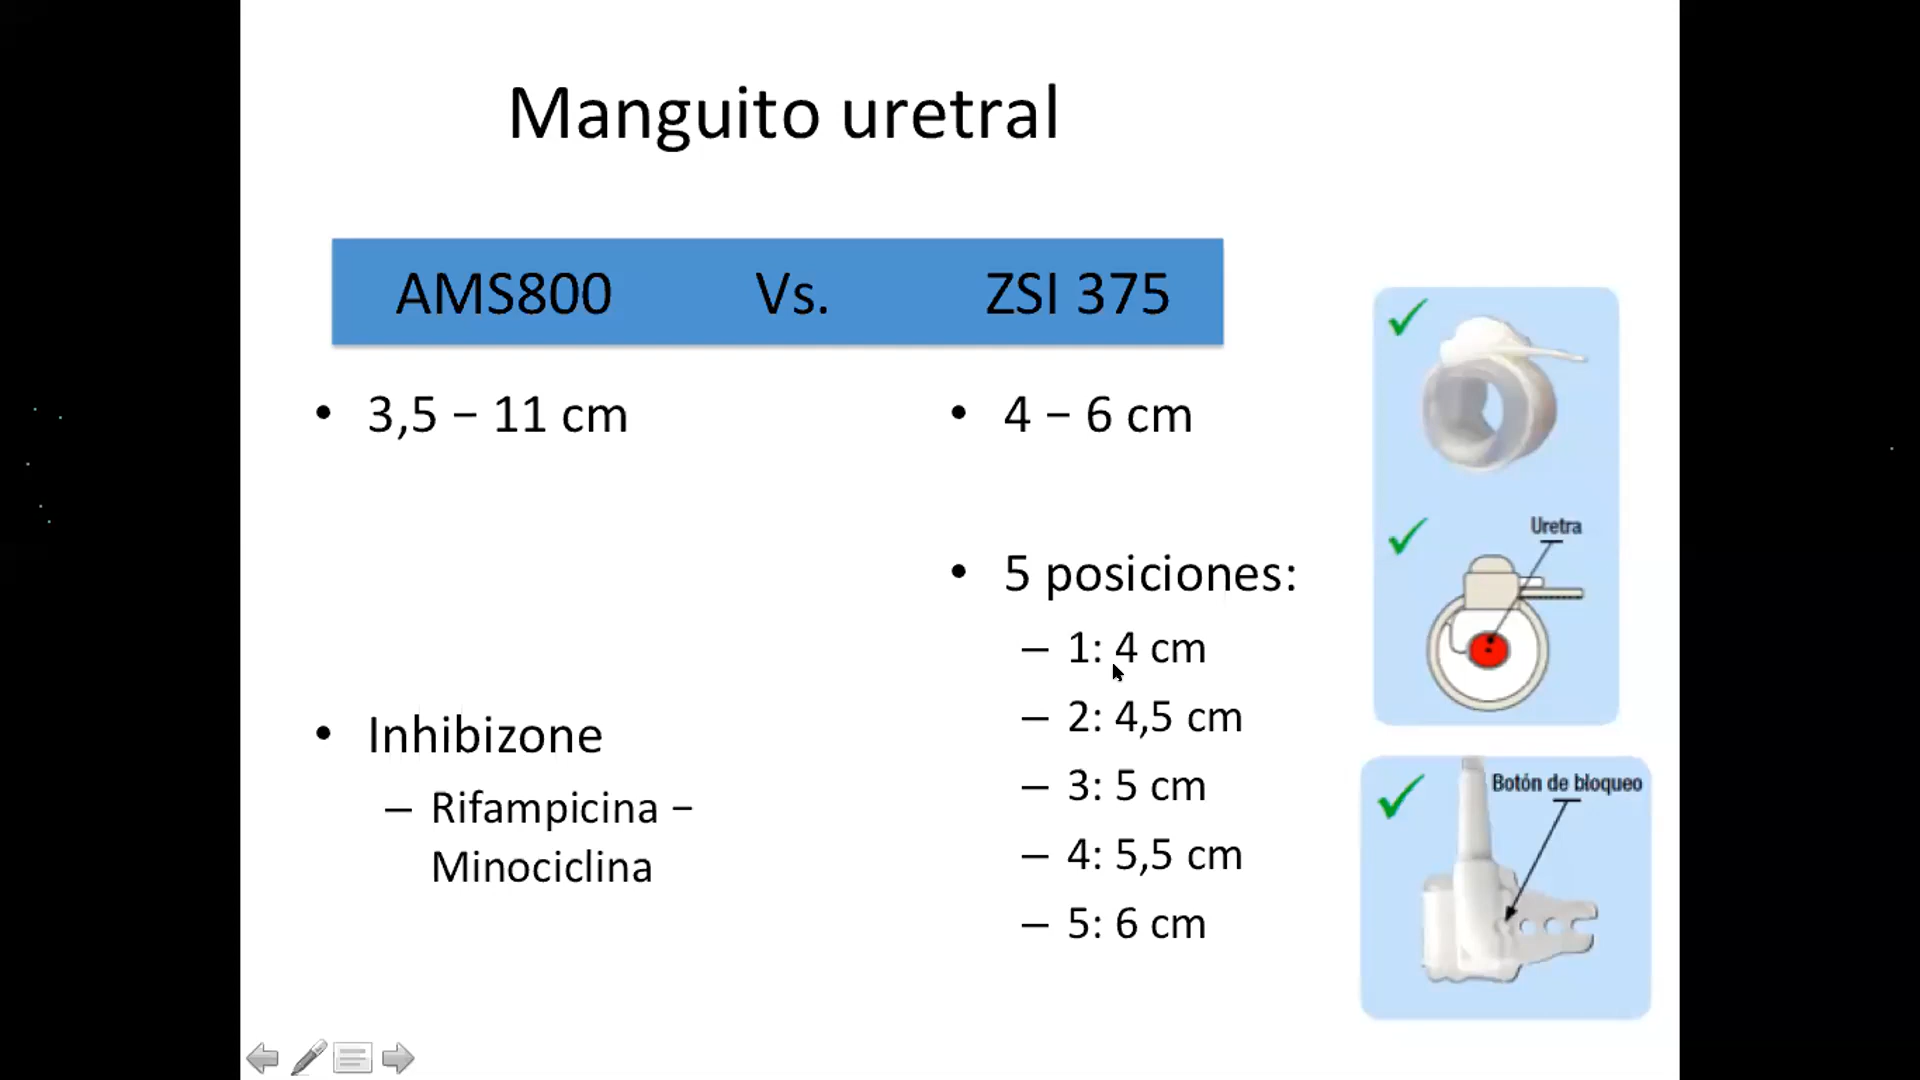 Manguito uretral
AMS800 Vs. ZSI 375
• 3,5 – 11 cm
• Inhibizone
– Rifampicina –
Minociclina
• 4 – 6 cm
• 5 posiciones:
– 1: 4 cm
– 2: 4,5 cm
– 3: 5 cm
– 4: 5,5 cm
– 5: 6 cm
Uretra
Botón de bloqueo